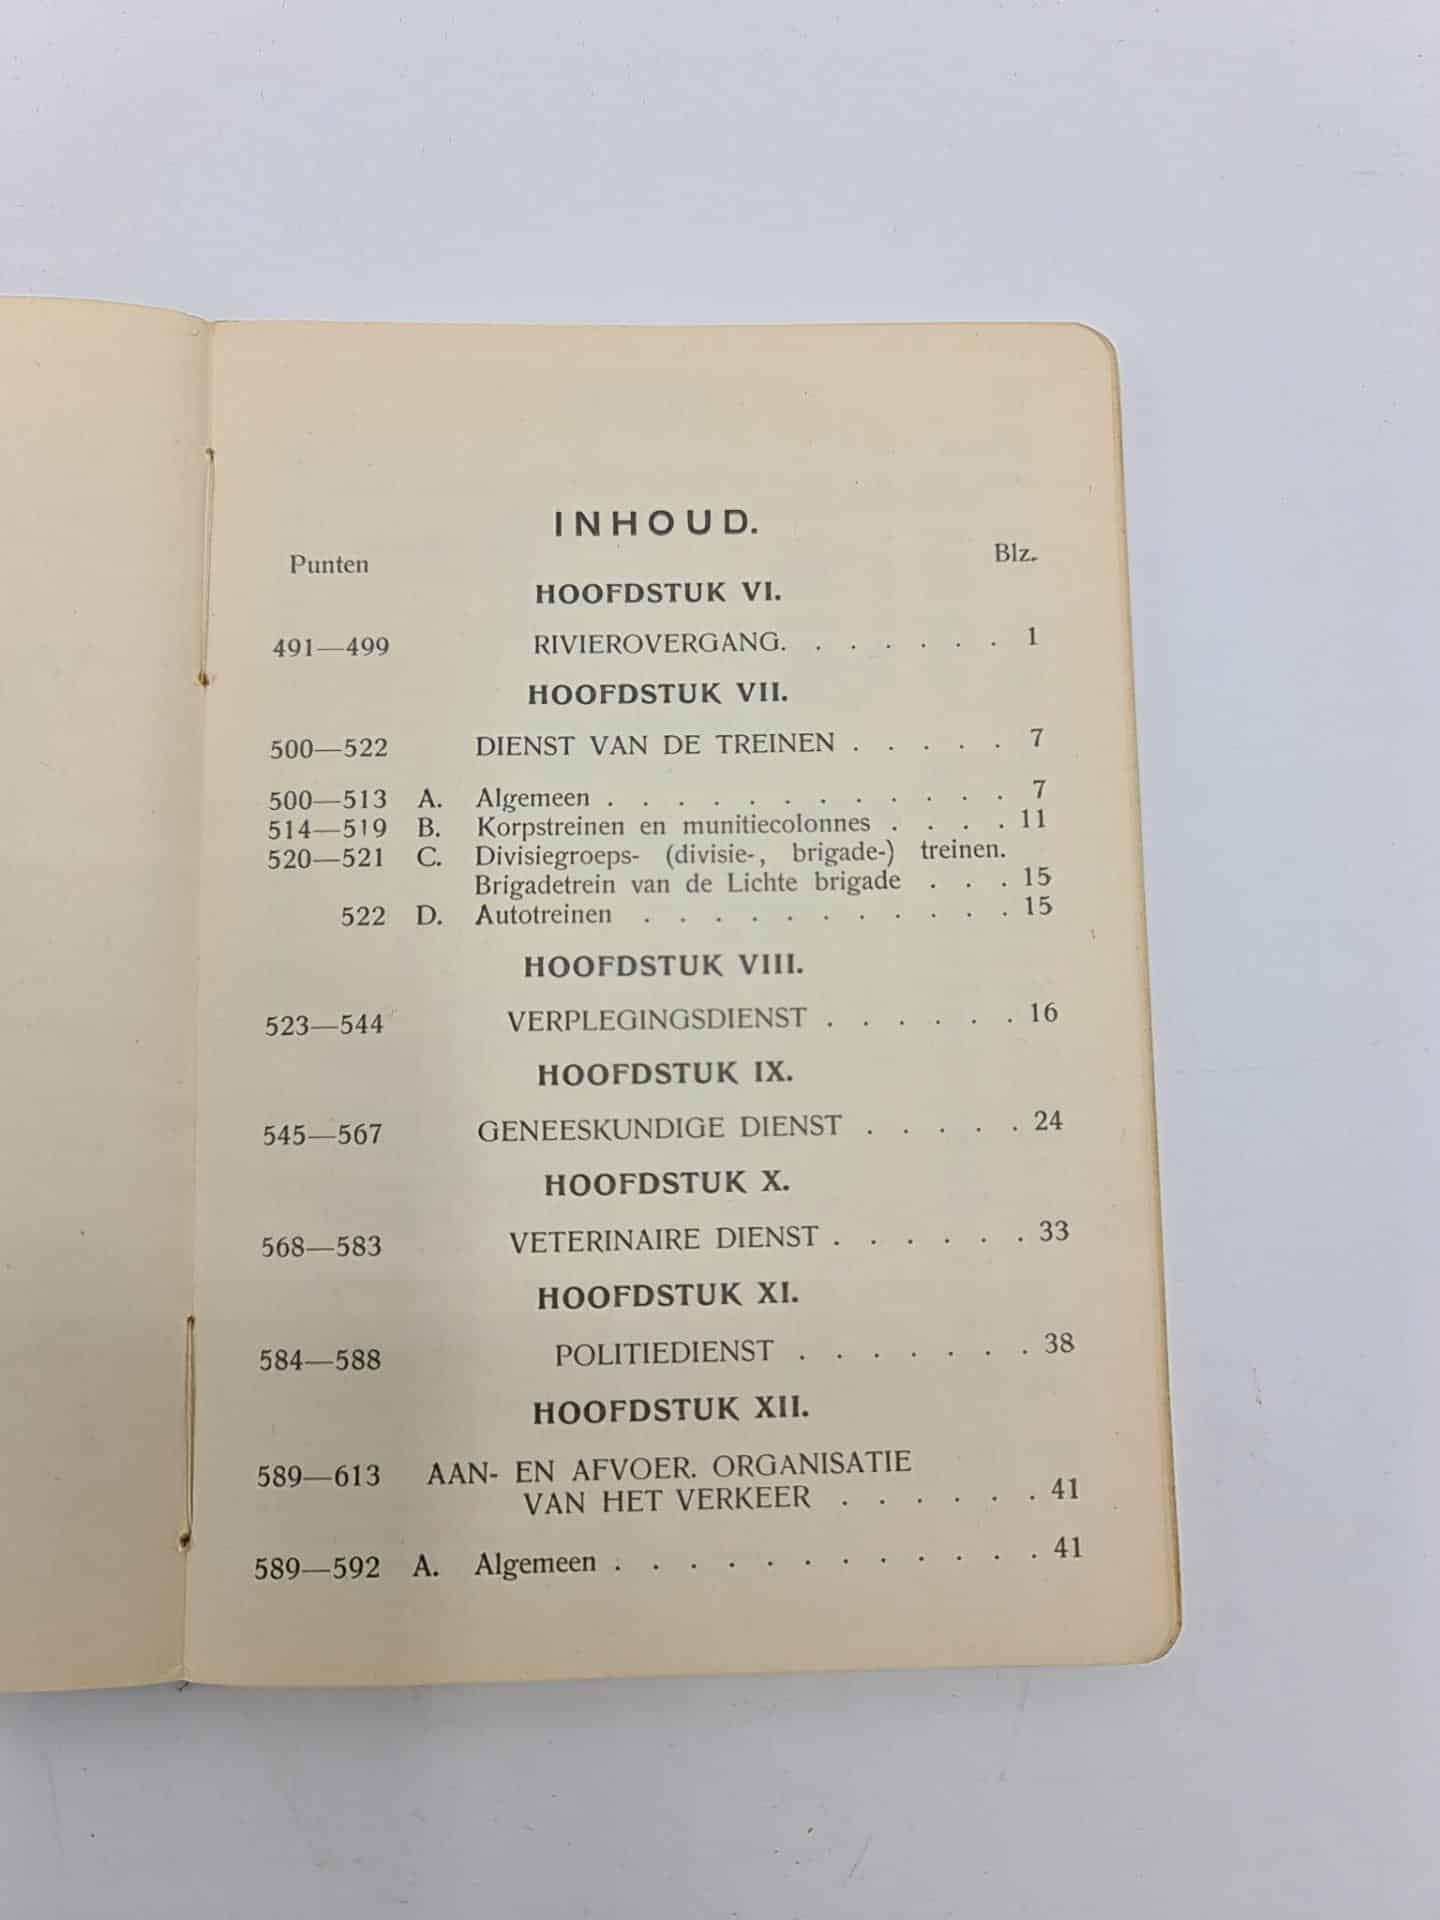 INHOUD.
Punten Blz.
HOOFDSTUK VI.
491—499 RIVIEROVERGANG. . . . . . . 1
HOOFDSTUK VII.
500—522 DIENST VAN DE TREINEN . . . . . 7
500—513 A. Algemeen . . . . . . . . . . . . 7
514—519 B. Korpstreinen en munitiecolonnes . . . . 11
520—521 C. Divisiegroeps- (divisie-, brigade-) treinen.
Brigadetrein van de Lichte brigade . . . 15
522 D. Autotreinen . . . . . . . . . . . 15
HOOFDSTUK VIII.
523—544 VERPLEGINGSDIENST . . . . . . 16
HOOFDSTUK IX.
545—567 GENEESKUNDIGE DIENST . . . . . 24
HOOFDSTUK X.
568—583 VETERINAIRE DIENST . . . . . . 33
HOOFDSTUK XI.
584—588 POLITIEDIENST . . . . . . . 38
HOOFDSTUK XII.
589—613 AAN- EN AFVOER. ORGANISATIE
VAN HET VERKEER . . . . . . 41
589—592 A. Algemeen . . . . . . . . . . . . 41